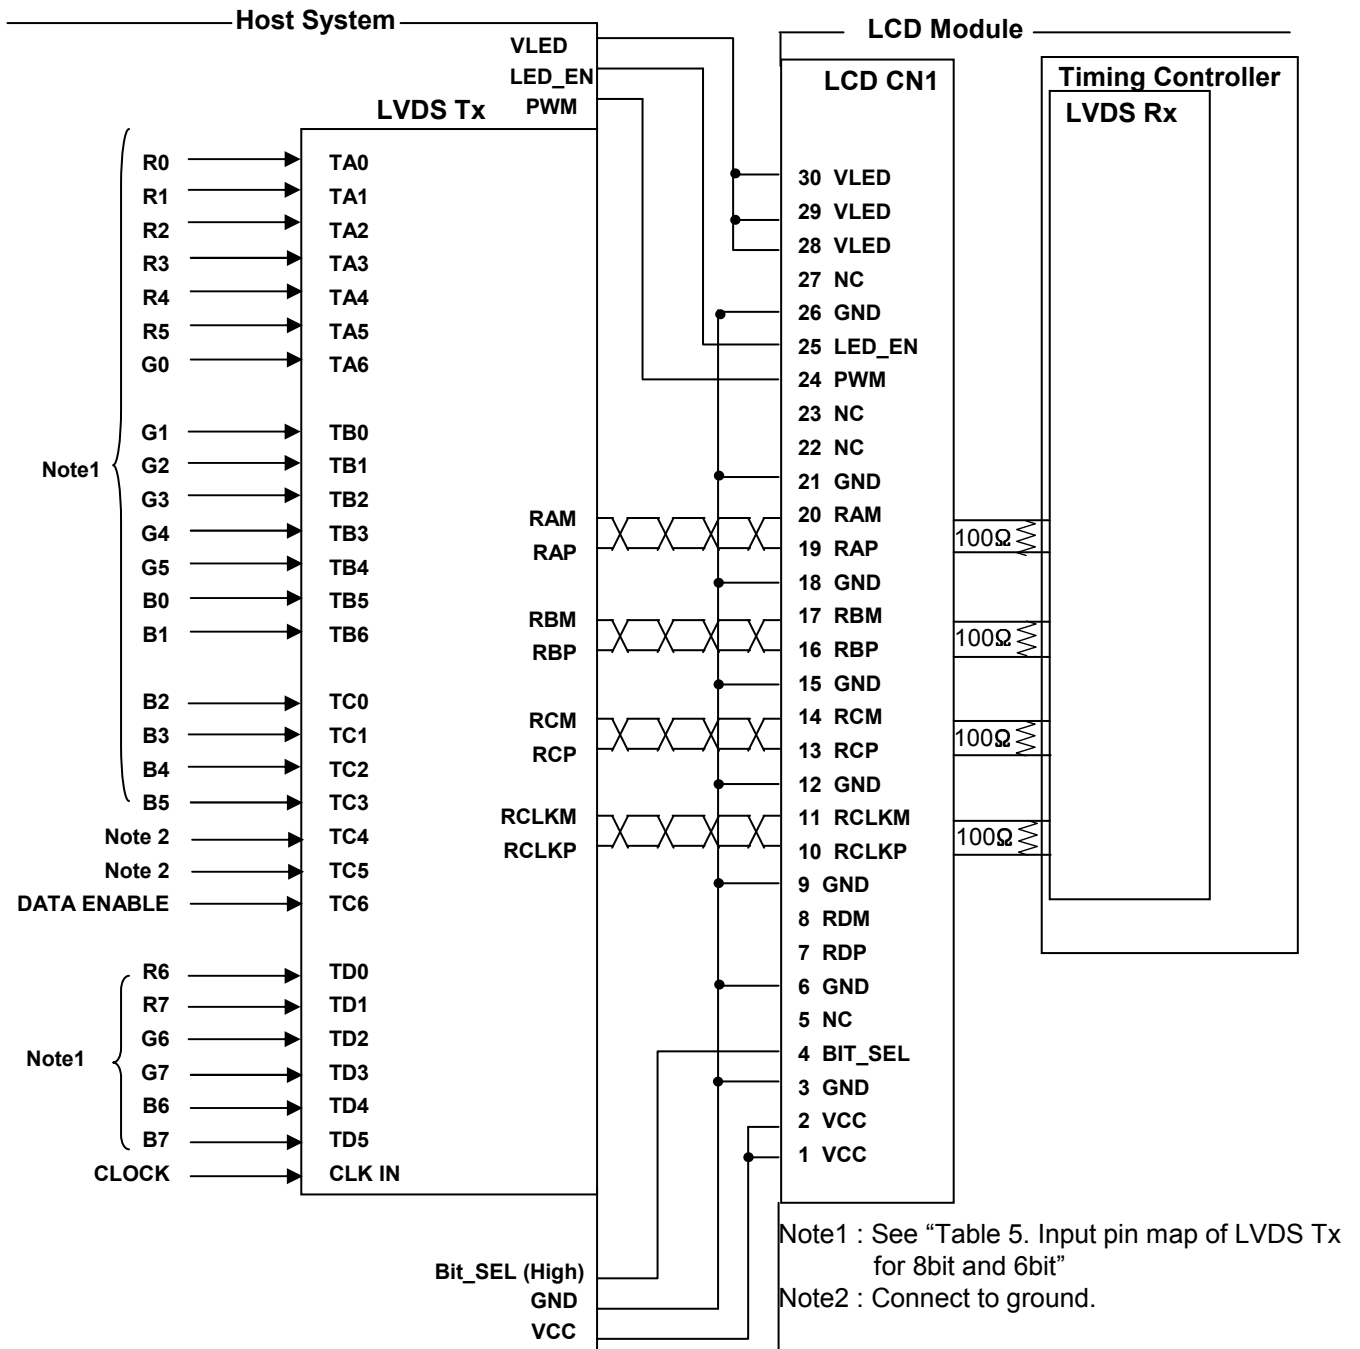 Host System
LCD Module
VLED
LED_EN
PWM
LVDS Tx
LCD CN1
Timing Controller
LVDS Rx
R0 TA0
R1 TA1
R2 TA2
R3 TA3
R4 TA4
R5 TA5
G0 TA6
G1 TB0
G2 TB1
G3 TB2
G4 TB3
G5 TB4
B0 TB5
B1 TB6
Note1
B2 TC0
B3 TC1
B4 TC2
B5 TC3
Note 2 TC4
Note 2 TC5
DATA ENABLE TC6
R6 TD0
R7 TD1
G6 TD2
G7 TD3
B6 TD4
B7 TD5
Note1
CLOCK CLK IN
RAM
RAP
RBM
RBP
RCM
RCP
RCLKM
RCLKP
Bit_SEL (High)
GND
VCC
30 VLED
29 VLED
28 VLED
27 NC
26 GND
25 LED_EN
24 PWM
23 NC
22 NC
21 GND
20 RAM
19 RAP
18 GND
17 RBM
16 RBP
15 GND
14 RCM
13 RCP
12 GND
11 RCLKM
10 RCLKP
9 GND
8 RDM
7 RDP
6 GND
5 NC
4 BIT_SEL
3 GND
2 VCC
1 VCC
100Ω
100Ω
100Ω
100Ω
Note1 : See “Table 5. Input pin map of LVDS Tx
for 8bit and 6bit”
Note2 : Connect to ground.